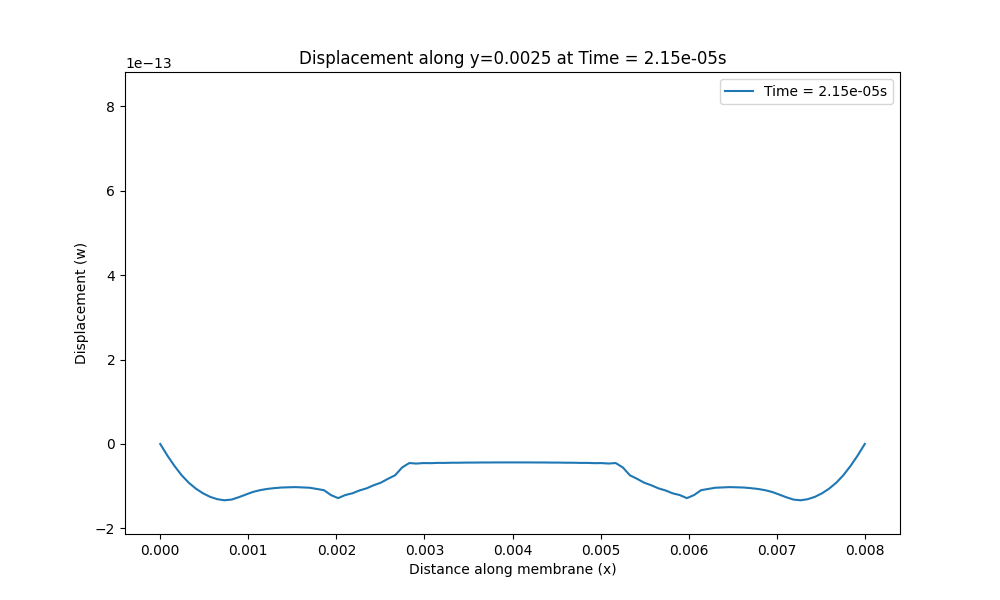 Displacement along y=0.0025 at Time = 2.15e-05s
1e−13
Time = 2.15e-05s
8
6
4
2
0
−2
Displacement (w)
0.000 0.001 0.002 0.003 0.004 0.005 0.006 0.007 0.008
Distance along membrane (x)